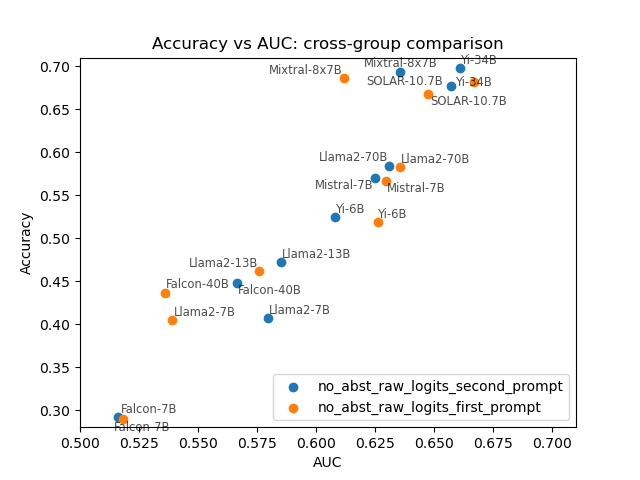 Accuracy vs AUC: cross-group comparison
Yi-34B
0.70
Mixtral-8x7B
Mixtral-8x7B
SOLAR-10.7B
Yi-34B
SOLAR-10.7B
0.65
0.60
Llama2-70B
Llama2-70B
Mistral-7B
Mistral-7B
0.55
Yi-6B
Yi-6B
0.50
Llama2-13B
Llama2-13B
0.45
Falcon-40B
Falcon-40B
Llama2-7B
Llama2-7B
0.40
0.35
0.30
Falcon-7B
Falcon-7B
Accuracy
no_abst_raw_logits_second_prompt
no_abst_raw_logits_first_prompt
0.500 0.525 0.550 0.575 0.600 0.625 0.650 0.675 0.700
AUC